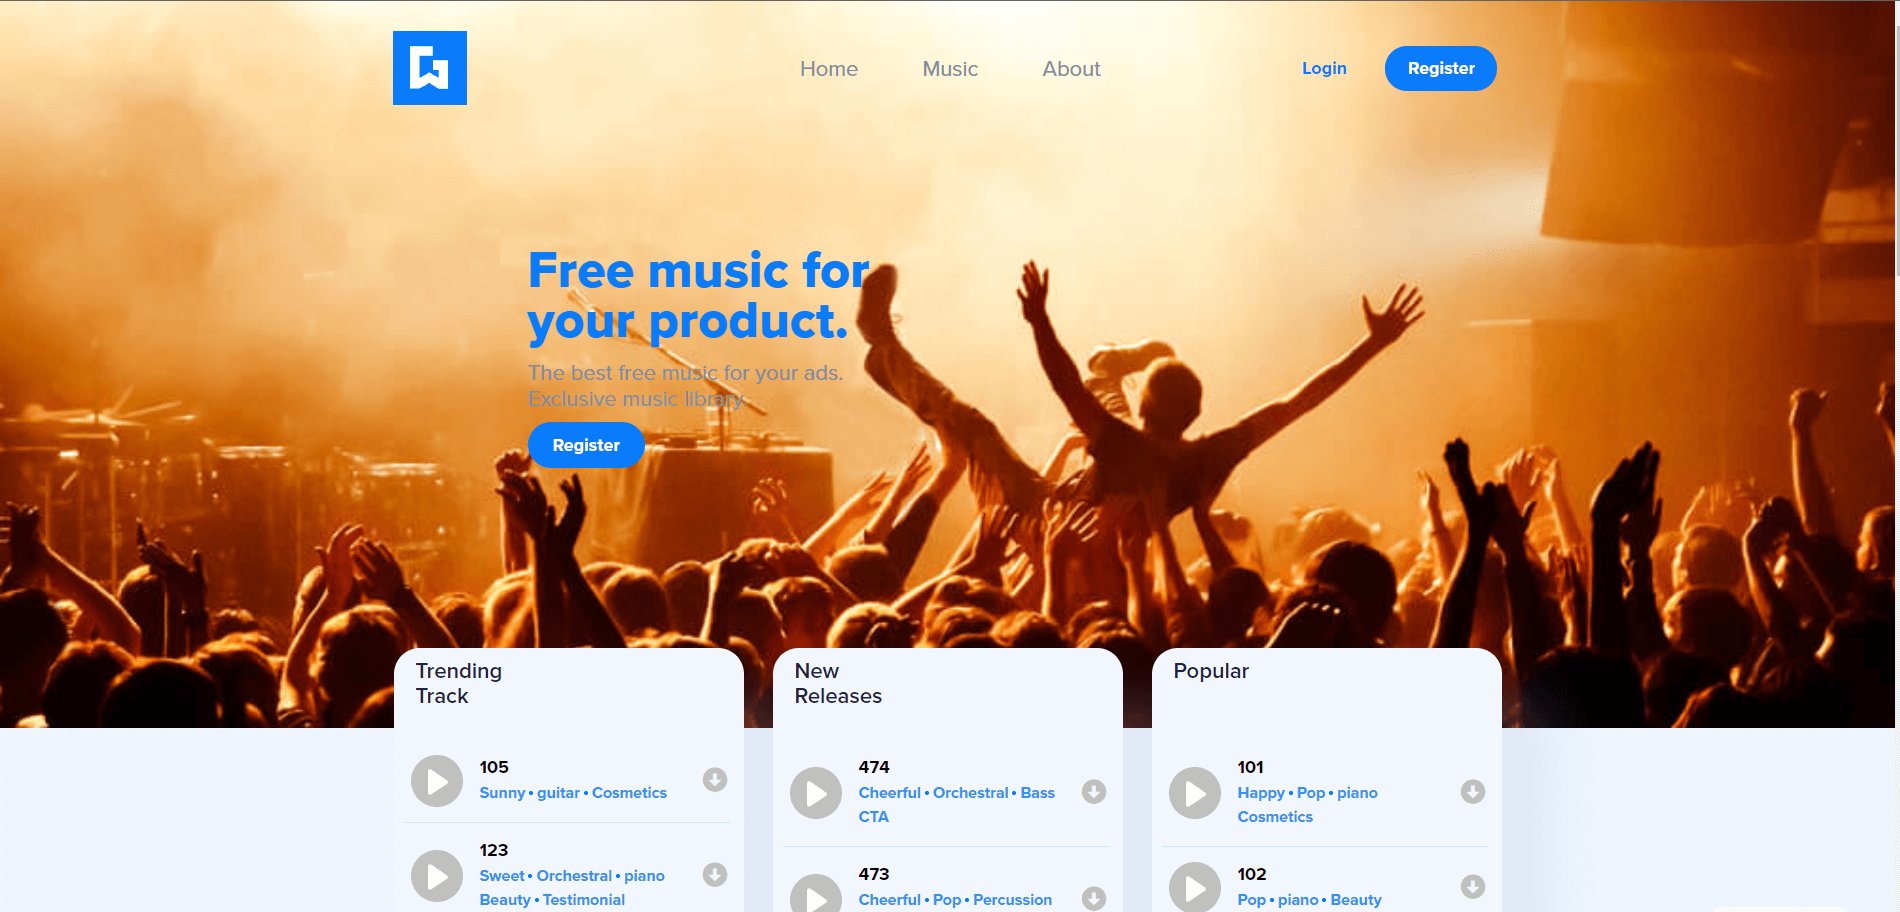 Home
Music
About
Login
Register
Free music for
your product.
The best free music for your ads.
Exclusive music library
Register
Trending
Track
105
Sunny • guitar • Cosmetics
123
Sweet • Orchestral • piano
Beauty • Testimonial
New
Releases
474
Cheerful • Orchestral • Bass
CTA
473
Cheerful • Pop • Percussion
Popular
101
Happy • Pop • piano
Cosmetics
102
Pop • piano • Beauty